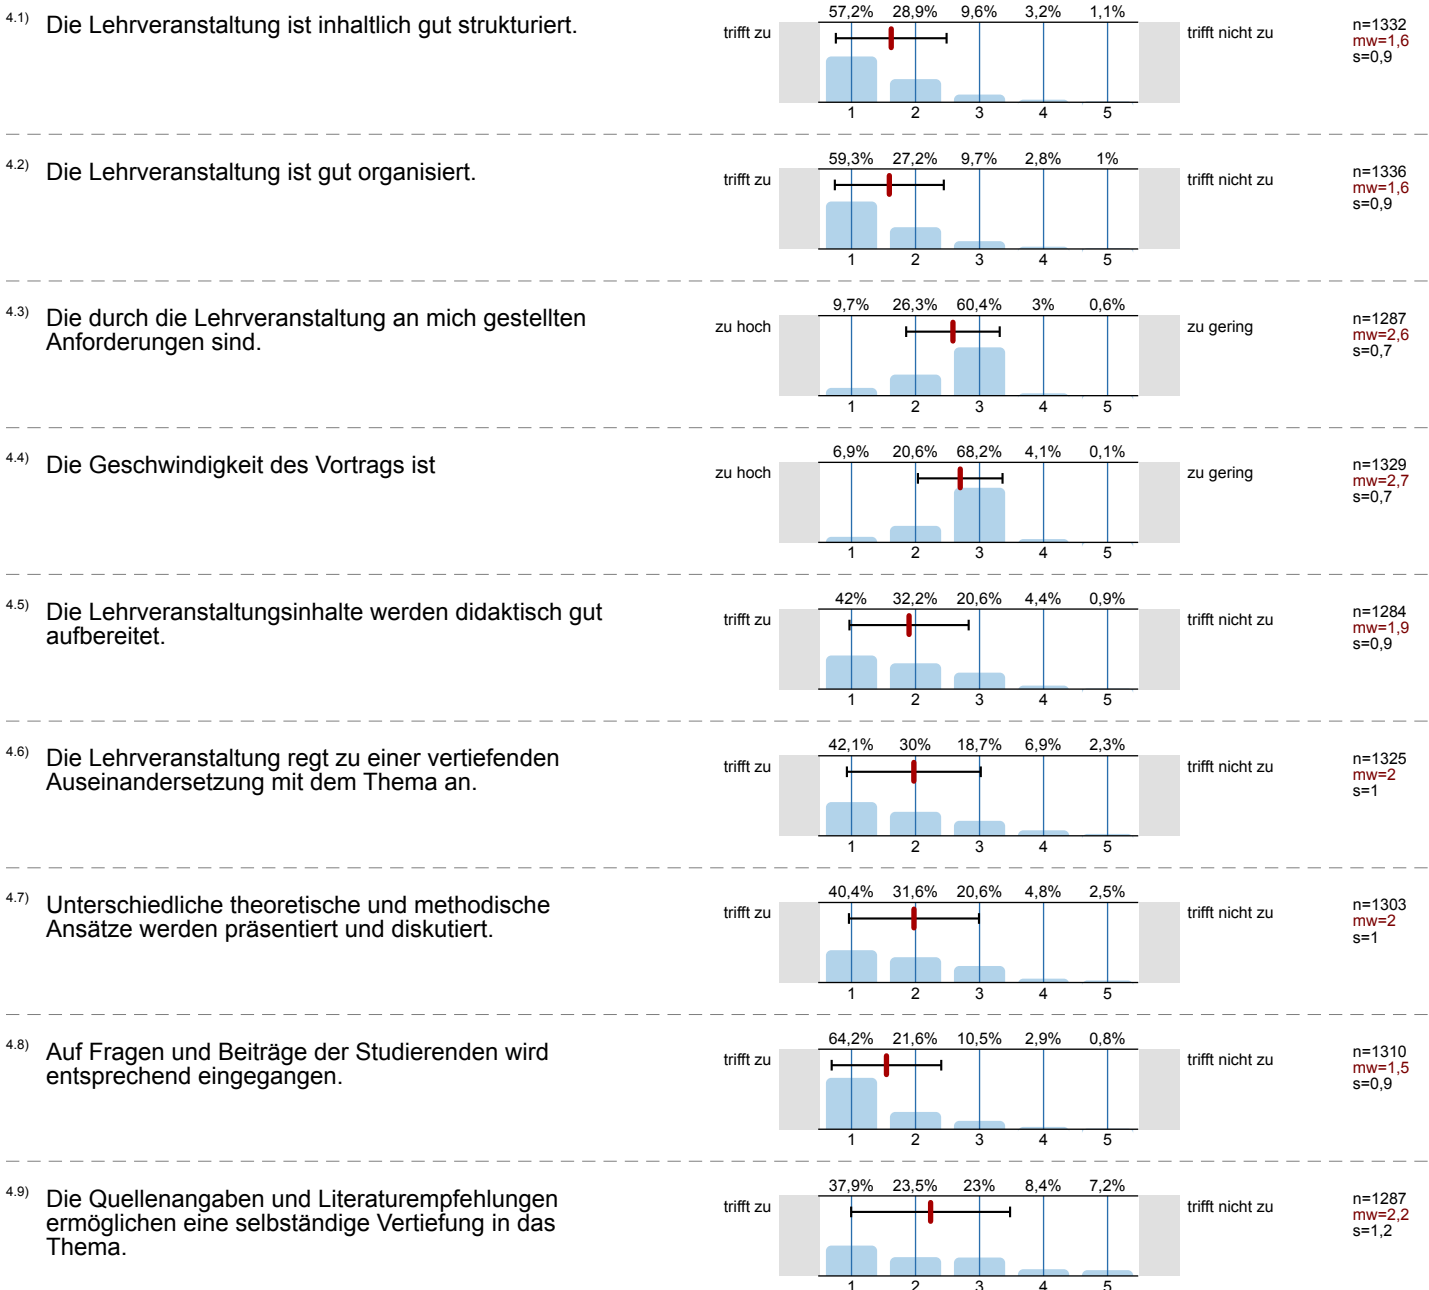 57,2% 28,9% 9,6% 3,2% 1,1%
4.1) Die Lehrveranstaltung ist inhaltlich gut strukturiert. trifft zu trifft nicht zu n=1332
mw=1,6
s=0,9
1 2 3 4 5
59,3% 27,2% 9,7% 2,8% 1%
4.2) Die Lehrveranstaltung ist gut organisiert. trifft zu trifft nicht zu n=1336
mw=1,6
s=0,9
1 2 3 4 5
9,7% 26,3% 60,4% 3% 0,6%
4.3) Die durch die Lehrveranstaltung an mich gestellten zu hoch zu gering n=1287
Anforderungen sind. mw=2,6
s=0,7
1 2 3 4 5
6,9% 20,6% 68,2% 4,1% 0,1%
4.4) Die Geschwindigkeit des Vortrags ist zu hoch zu gering n=1329
mw=2,7
s=0,7
1 2 3 4 5
42% 32,2% 20,6% 4,4% 0,9%
4.5) Die Lehrveranstaltungsinhalte werden didaktisch gut trifft zu trifft nicht zu n=1284
aufbereitet. mw=1,9
s=0,9
1 2 3 4 5
42,1% 30% 18,7% 6,9% 2,3%
4.6) Die Lehrveranstaltung regt zu einer vertiefenden trifft zu trifft nicht zu n=1325
Auseinandersetzung mit dem Thema an. mw=2
s=1
1 2 3 4 5
40,4% 31,6% 20,6% 4,8% 2,5%
4.7) Unterschiedliche theoretische und methodische trifft zu trifft nicht zu n=1303
Ansätze werden präsentiert und diskutiert. mw=2
s=1
1 2 3 4 5
64,2% 21,6% 10,5% 2,9% 0,8%
4.8) Auf Fragen und Beiträge der Studierenden wird trifft zu trifft nicht zu n=1310
entsprechend eingegangen. mw=1,5
s=0,9
1 2 3 4 5
37,9% 23,5% 23% 8,4% 7,2%
4.9) Die Quellenangaben und Literaturempfehlungen trifft zu trifft nicht zu n=1287
ermöglichen eine selbständige Vertiefung in das mw=2,2
Thema. s=1,2
1 2 3 4 5